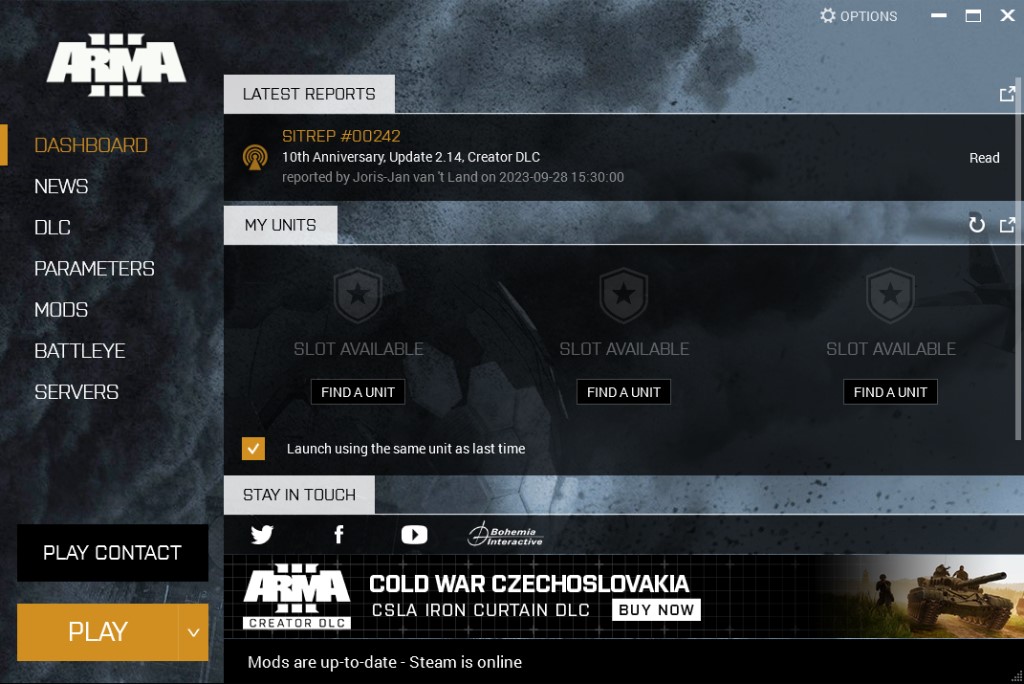 OPTIONS
ARMA III
DASHBOARD
NEWS
DLC
PARAMETERS
MODS
BATTLEYE
SERVERS
PLAY CONTACT
PLAY
LATEST REPORTS
SITREP #00242
10th Anniversary, Update 2.14, Creator DLC
reported by Joris-Jan van 't Land on 2023-09-28 15:30:00
Read
MY UNITS
SLOT AVAILABLE SLOT AVAILABLE SLOT AVAILABLE
FIND A UNIT FIND A UNIT FIND A UNIT
Launch using the same unit as last time
STAY IN TOUCH
Bohemia
Interactive
ARMA III
CREATOR DLC
COLD WAR CZECHOSLOVAKIA
CSLA IRON CURTAIN DLC BUY NOW
Mods are up-to-date - Steam is online